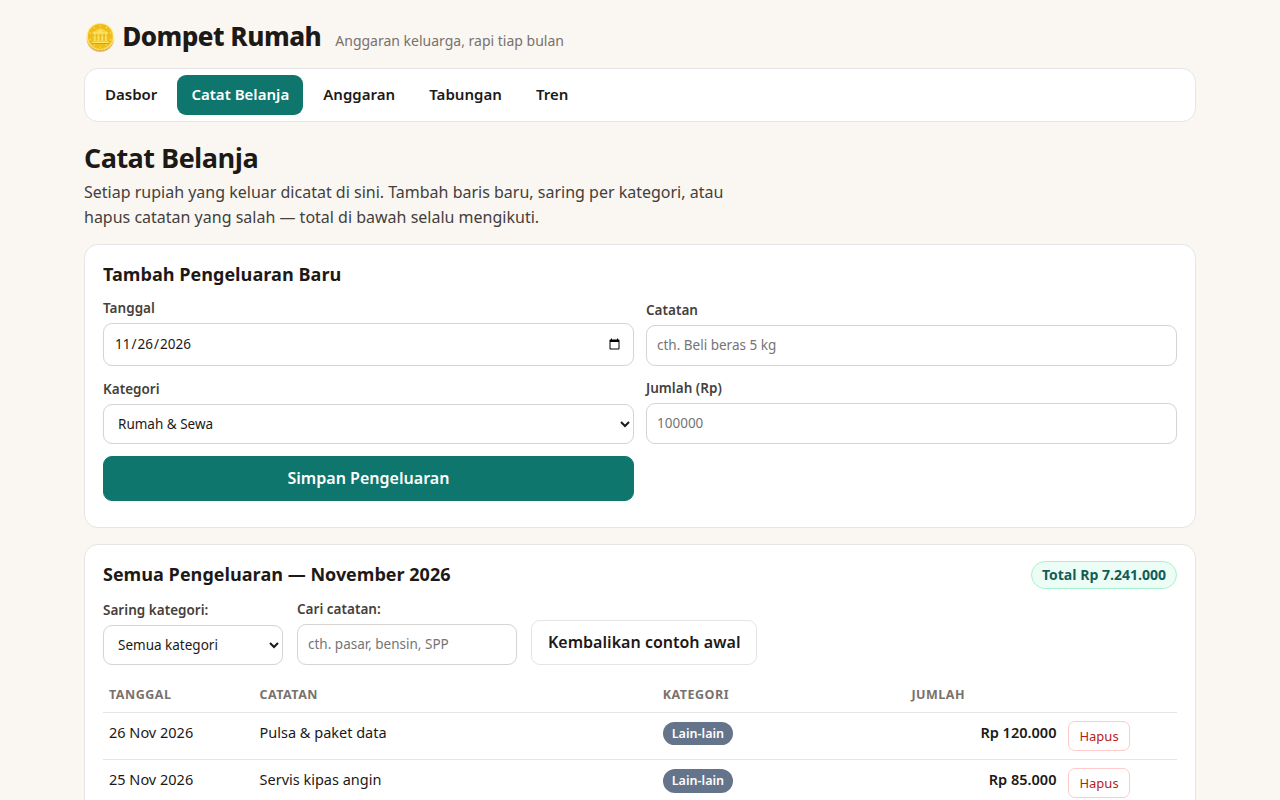 Dompet Rumah Anggaran keluarga, rapi tiap bulan
Dasbor Catat Belanja Anggaran Tabungan Tren
Catat Belanja
Setiap rupiah yang keluar dicatat di sini. Tambah baris baru, saring per kategori, atau
hapus catatan yang salah — total di bawah selalu mengikuti.
Tambah Pengeluaran Baru
Tanggal
11/26/2026
Catatan
cth. Beli beras 5 kg
Kategori
Rumah & Sewa
Jumlah (Rp)
100000
Simpan Pengeluaran
Semua Pengeluaran — November 2026
Total Rp 7.241.000
Saring kategori:
Semua kategori
Cari catatan:
cth. pasar, bensin, SPP
Kembalikan contoh awal
TANGGAL CATATAN KATEGORI JUMLAH
26 Nov 2026 Pulsa & paket data Lain-lain Rp 120.000 Hapus
25 Nov 2026 Servis kipas angin Lain-lain Rp 85.000 Hapus